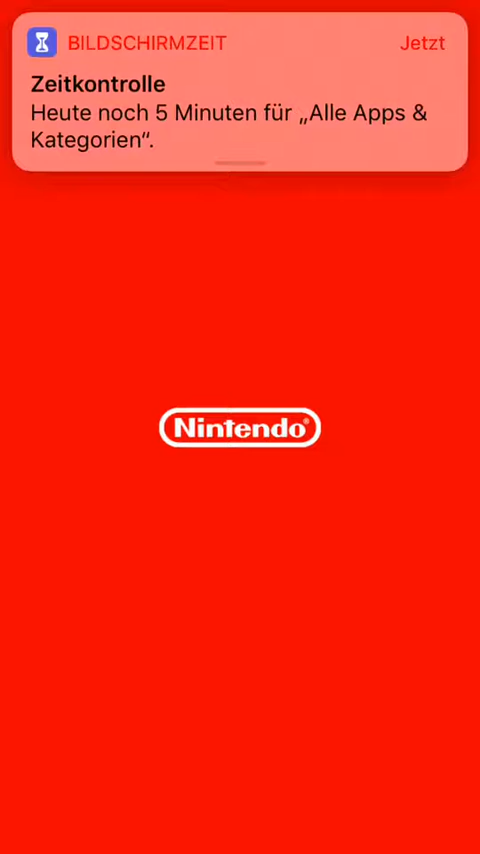 BILDSCHIRMZEIT Jetzt
Zeitkontrolle
Heute noch 5 Minuten für „Alle Apps &
Kategorien“.
Nintendo®